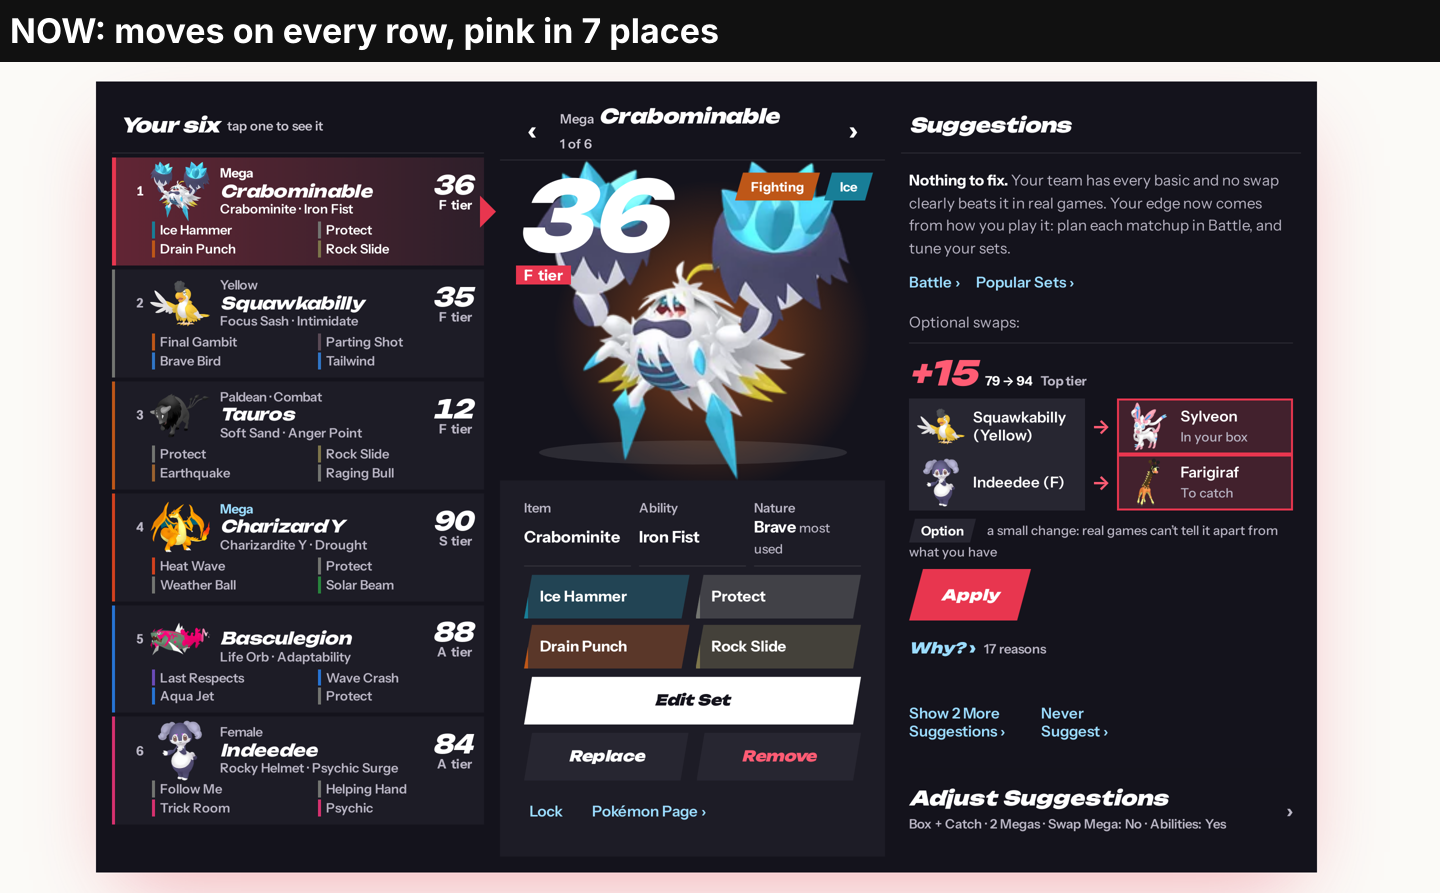 NOW: moves on every row, pink in 7 places
Your six tap one to see it
1
Mega
Crabominable
Crabominite · Iron Fist
36
F tier
Ice Hammer
Protect
Drain Punch
Rock Slide
2
Yellow
Squawkabilly
Focus Sash · Intimidate
35
F tier
Final Gambit
Parting Shot
Brave Bird
Tailwind
3
Paldean · Combat
Tauros
Soft Sand · Anger Point
12
F tier
Protect
Rock Slide
Earthquake
Raging Bull
4
Mega
Charizard Y
Charizardite Y · Drought
90
S tier
Heat Wave
Protect
Weather Ball
Solar Beam
5
Basculegion
Life Orb · Adaptability
88
A tier
Last Respects
Wave Crash
Aqua Jet
Protect
6
Female
Indeedee
Rocky Helmet · Psychic Surge
84
A tier
Follow Me
Helping Hand
Trick Room
Psychic
‹
Mega Crabominable
1 of 6
›
36
F tier
Fighting
Ice
Item
Crabominite
Ability
Iron Fist
Nature
Brave most
used
Ice Hammer
Protect
Drain Punch
Rock Slide
Edit Set
Replace
Remove
Lock
Pokémon Page ›
Suggestions
Nothing to fix. Your team has every basic and no swap
clearly beats it in real games. Your edge now comes
from how you play it: plan each matchup in Battle, and
tune your sets.
Battle › Popular Sets ›
Optional swaps:
+15 79 → 94 Top tier
Squawkabilly
(Yellow)
→
Sylveon
In your box
Indeedee (F)
→
Farigiraf
To catch
Option a small change: real games can't tell it apart from
what you have
Apply
Why? › 17 reasons
Show 2 More
Suggestions ›
Never
Suggest ›
Adjust Suggestions
Box + Catch · 2 Megas · Swap Mega: No · Abilities: Yes
›